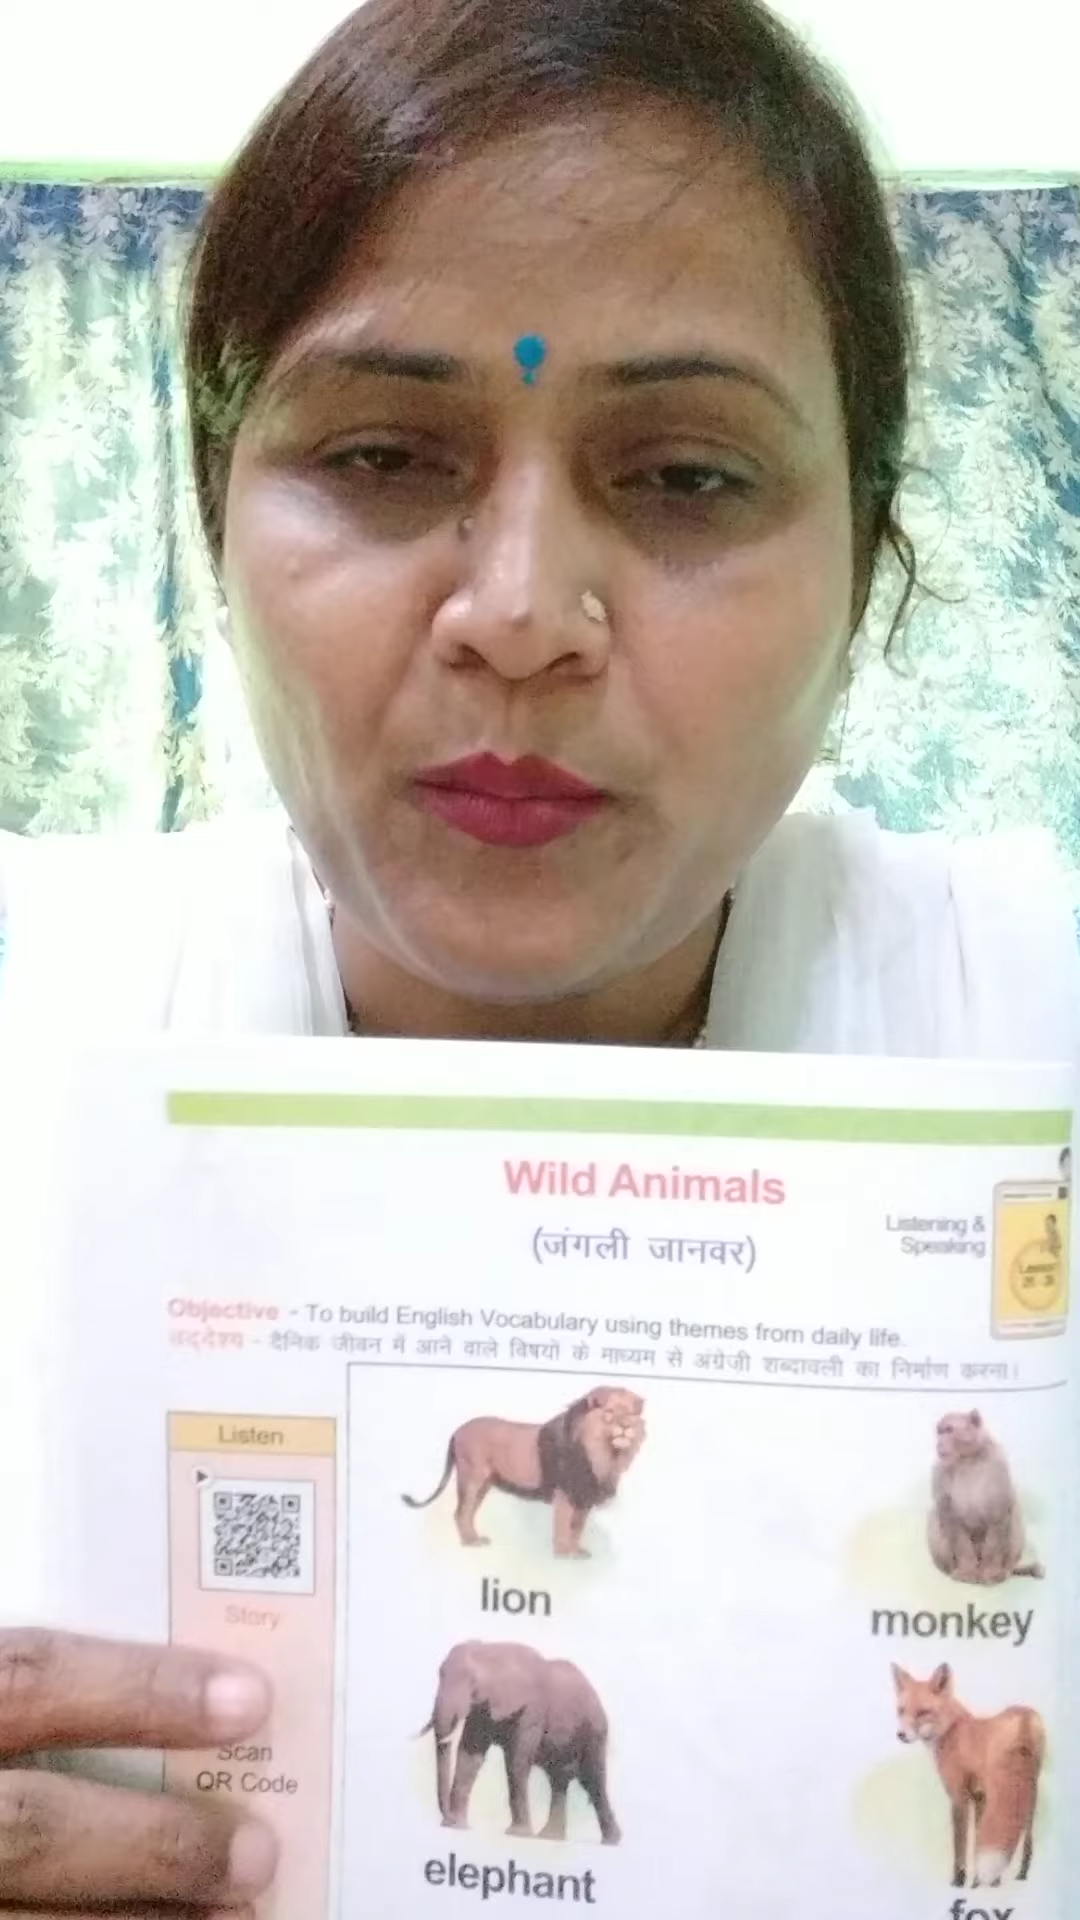 Wild Animals
(जंगली जानवर)
Listening &
Speaking
Objective - To build English Vocabulary using themes from daily life.
उद्देश्य - दैनिक जीवन में आने वाले विषयों के माध्यम से अंग्रेज़ी शब्दावली का निर्माण करना।
Listen
Story
Scan
QR Code
lion
monkey
elephant
fox